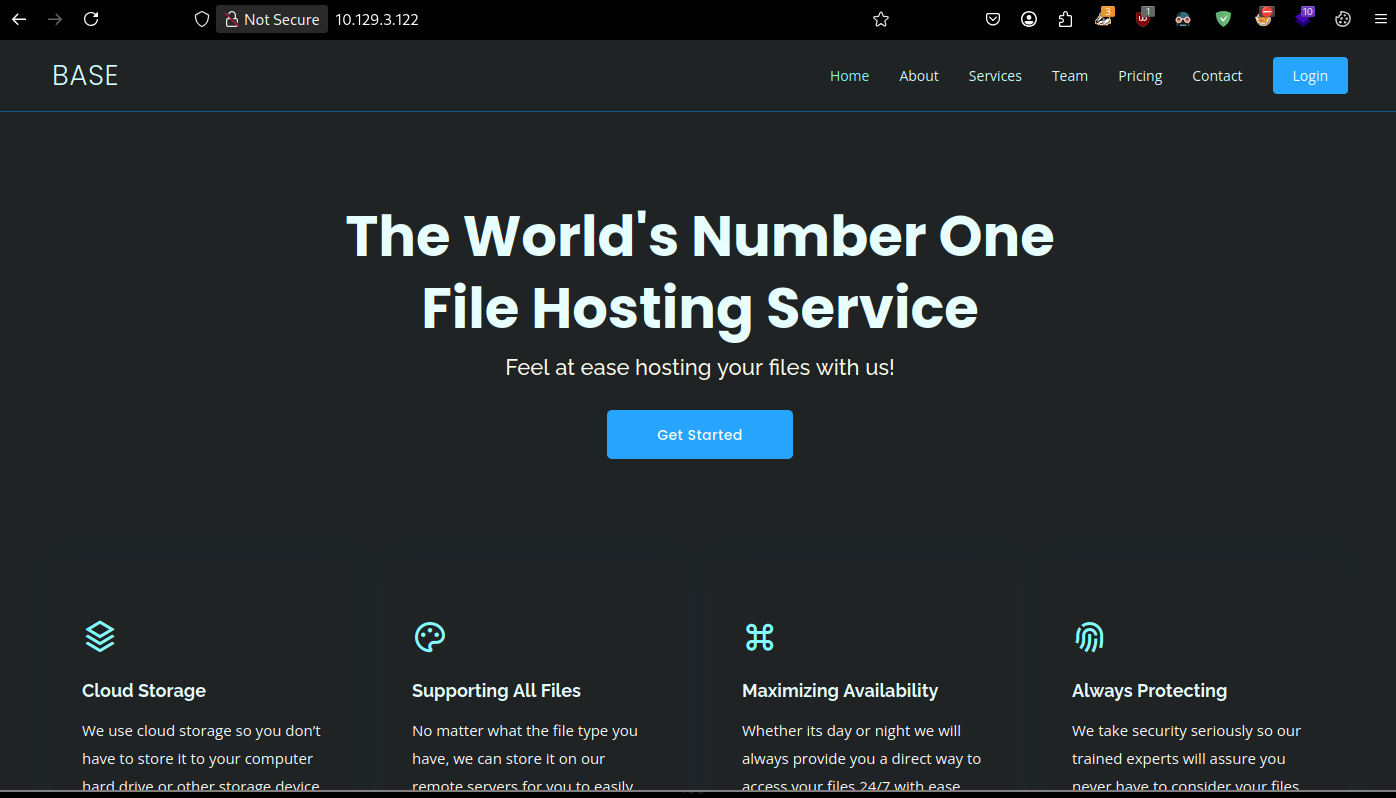 Not Secure 10.129.3.122 3 1 10
BASE Home About Services Team Pricing Contact Login
The World's Number One
File Hosting Service
Feel at ease hosting your files with us!
Get Started
Cloud Storage
We use cloud storage so you don't
have to store it to your computer
hard drive or other storage device
Supporting All Files
No matter what the file type you
have, we can store it on our
remote servers for you to easily
Maximizing Availability
Whether its day or night we will
always provide you a direct way to
access your files 24/7 with ease
Always Protecting
We take security seriously so our
trained experts will assure you
never have to consider your files